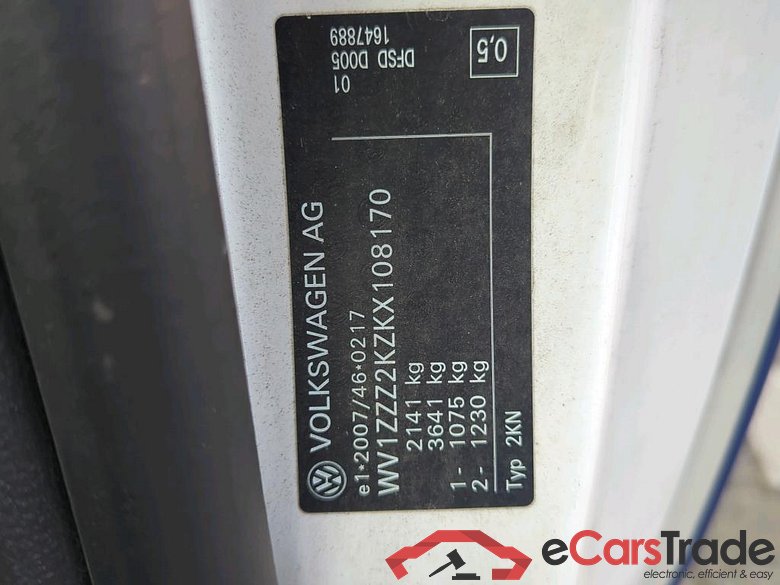 VOLKSWAGEN AG
e1*2007/46*0217
WV1ZZZ2KZKX108170
2141 kg
3641 kg
1- 1075 kg
2- 1230 kg
Typ 2KN
01
DFSD D005
1647889
0,5
eCarsTrade
electronic, efficient & easy